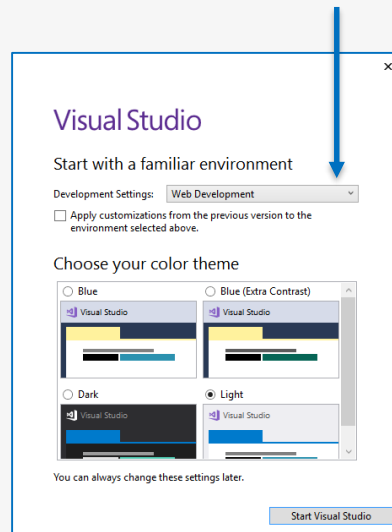 Visual Studio
Start with a familiar environment
Development Settings: Web Development
Apply customizations from the previous version to the
environment selected above.
Choose your color theme
Blue
Blue (Extra Contrast)
Visual Studio
Visual Studio
Dark
Light
Visual Studio
Visual Studio
You can always change these settings later.
Start Visual Studio